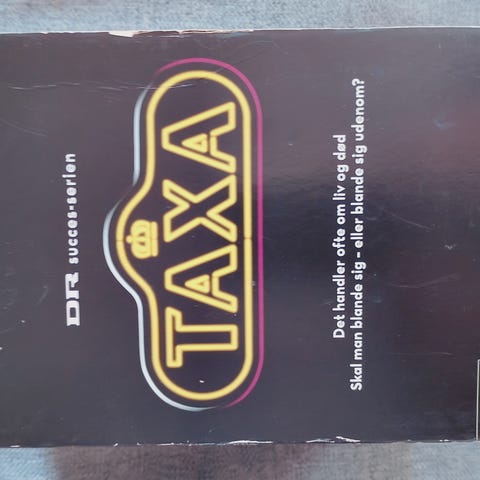 DR succes-serien
TAXA
Det handler ofte om liv og død
Skal man blande sig – eller blande sig udenom?